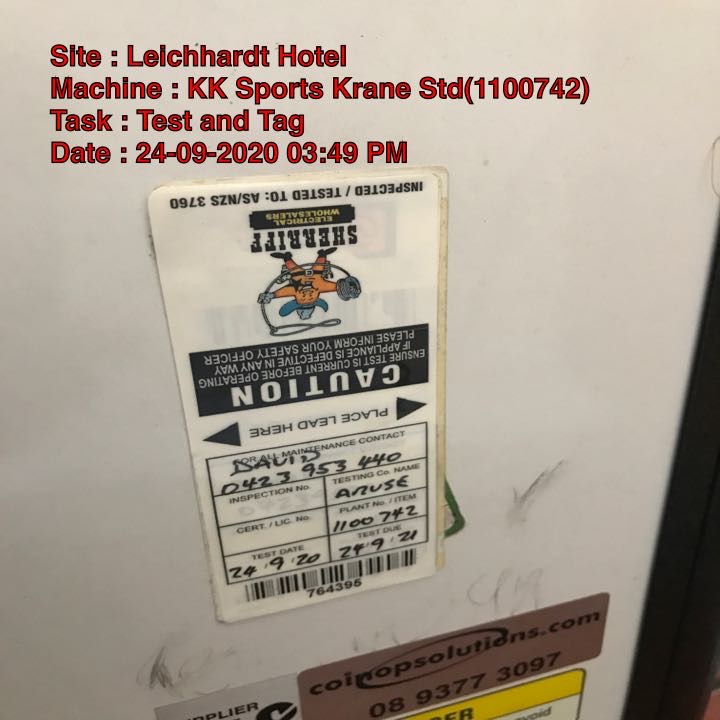 Site : Leichhardt Hotel
Machine : KK Sports Krane Std(1100742)
Task : Test and Tag
Date : 24-09-2020 03:49 PM
INSPECTED / TESTED TO: AS/NZS 3760
SHERRIFF
ELECTRICAL
WHOLESALERS
CAUTION
ENSURE TEST IS CURRENT BEFORE OPERATING
IF APPLIANCE IS DEFECTIVE IN ANY WAY
PLEASE INFORM YOUR SAFETY OFFICER
PLACE LEAD HERE
FOR ALL MAINTENANCE CONTACT
DAVID
0423 953 440
INSPECTION No.
TESTING Co. NAME
AMUSE
CERT. / LIC. No.
PLANT No. / ITEM
1100742
TEST DATE
24/9/20
TEST DUE
24/9/21
764395
coinopsolutions.com
08 9377 3097